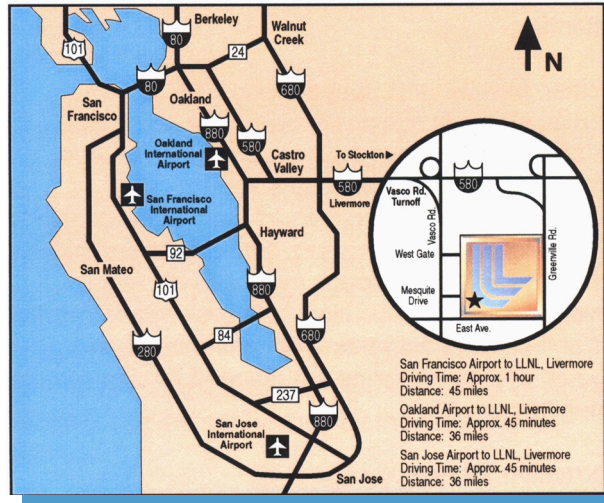 Berkeley
Walnut
Creek
N
101
80
24
80
680
San
Francisco
Oakland
880
580
Oakland
International
Airport
Castro
Valley
To Stockton
580
Livermore
Vasco Rd.
Turnoff
580
Vasco Rd
Greenville Rd.
San Francisco
International
Airport
Hayward
West Gate
92
San Mateo
101
880
Mesquite
Drive
East Ave.
280
84
680
237
880
San Jose
International
Airport
San Jose
San Francisco Airport to LLNL, Livermore
Driving Time: Approx. 1 hour
Distance: 45 miles
Oakland Airport to LLNL, Livermore
Driving Time: Approx. 45 minutes
Distance: 36 miles
San Jose Airport to LLNL, Livermore
Driving Time: Approx. 45 minutes
Distance: 36 miles